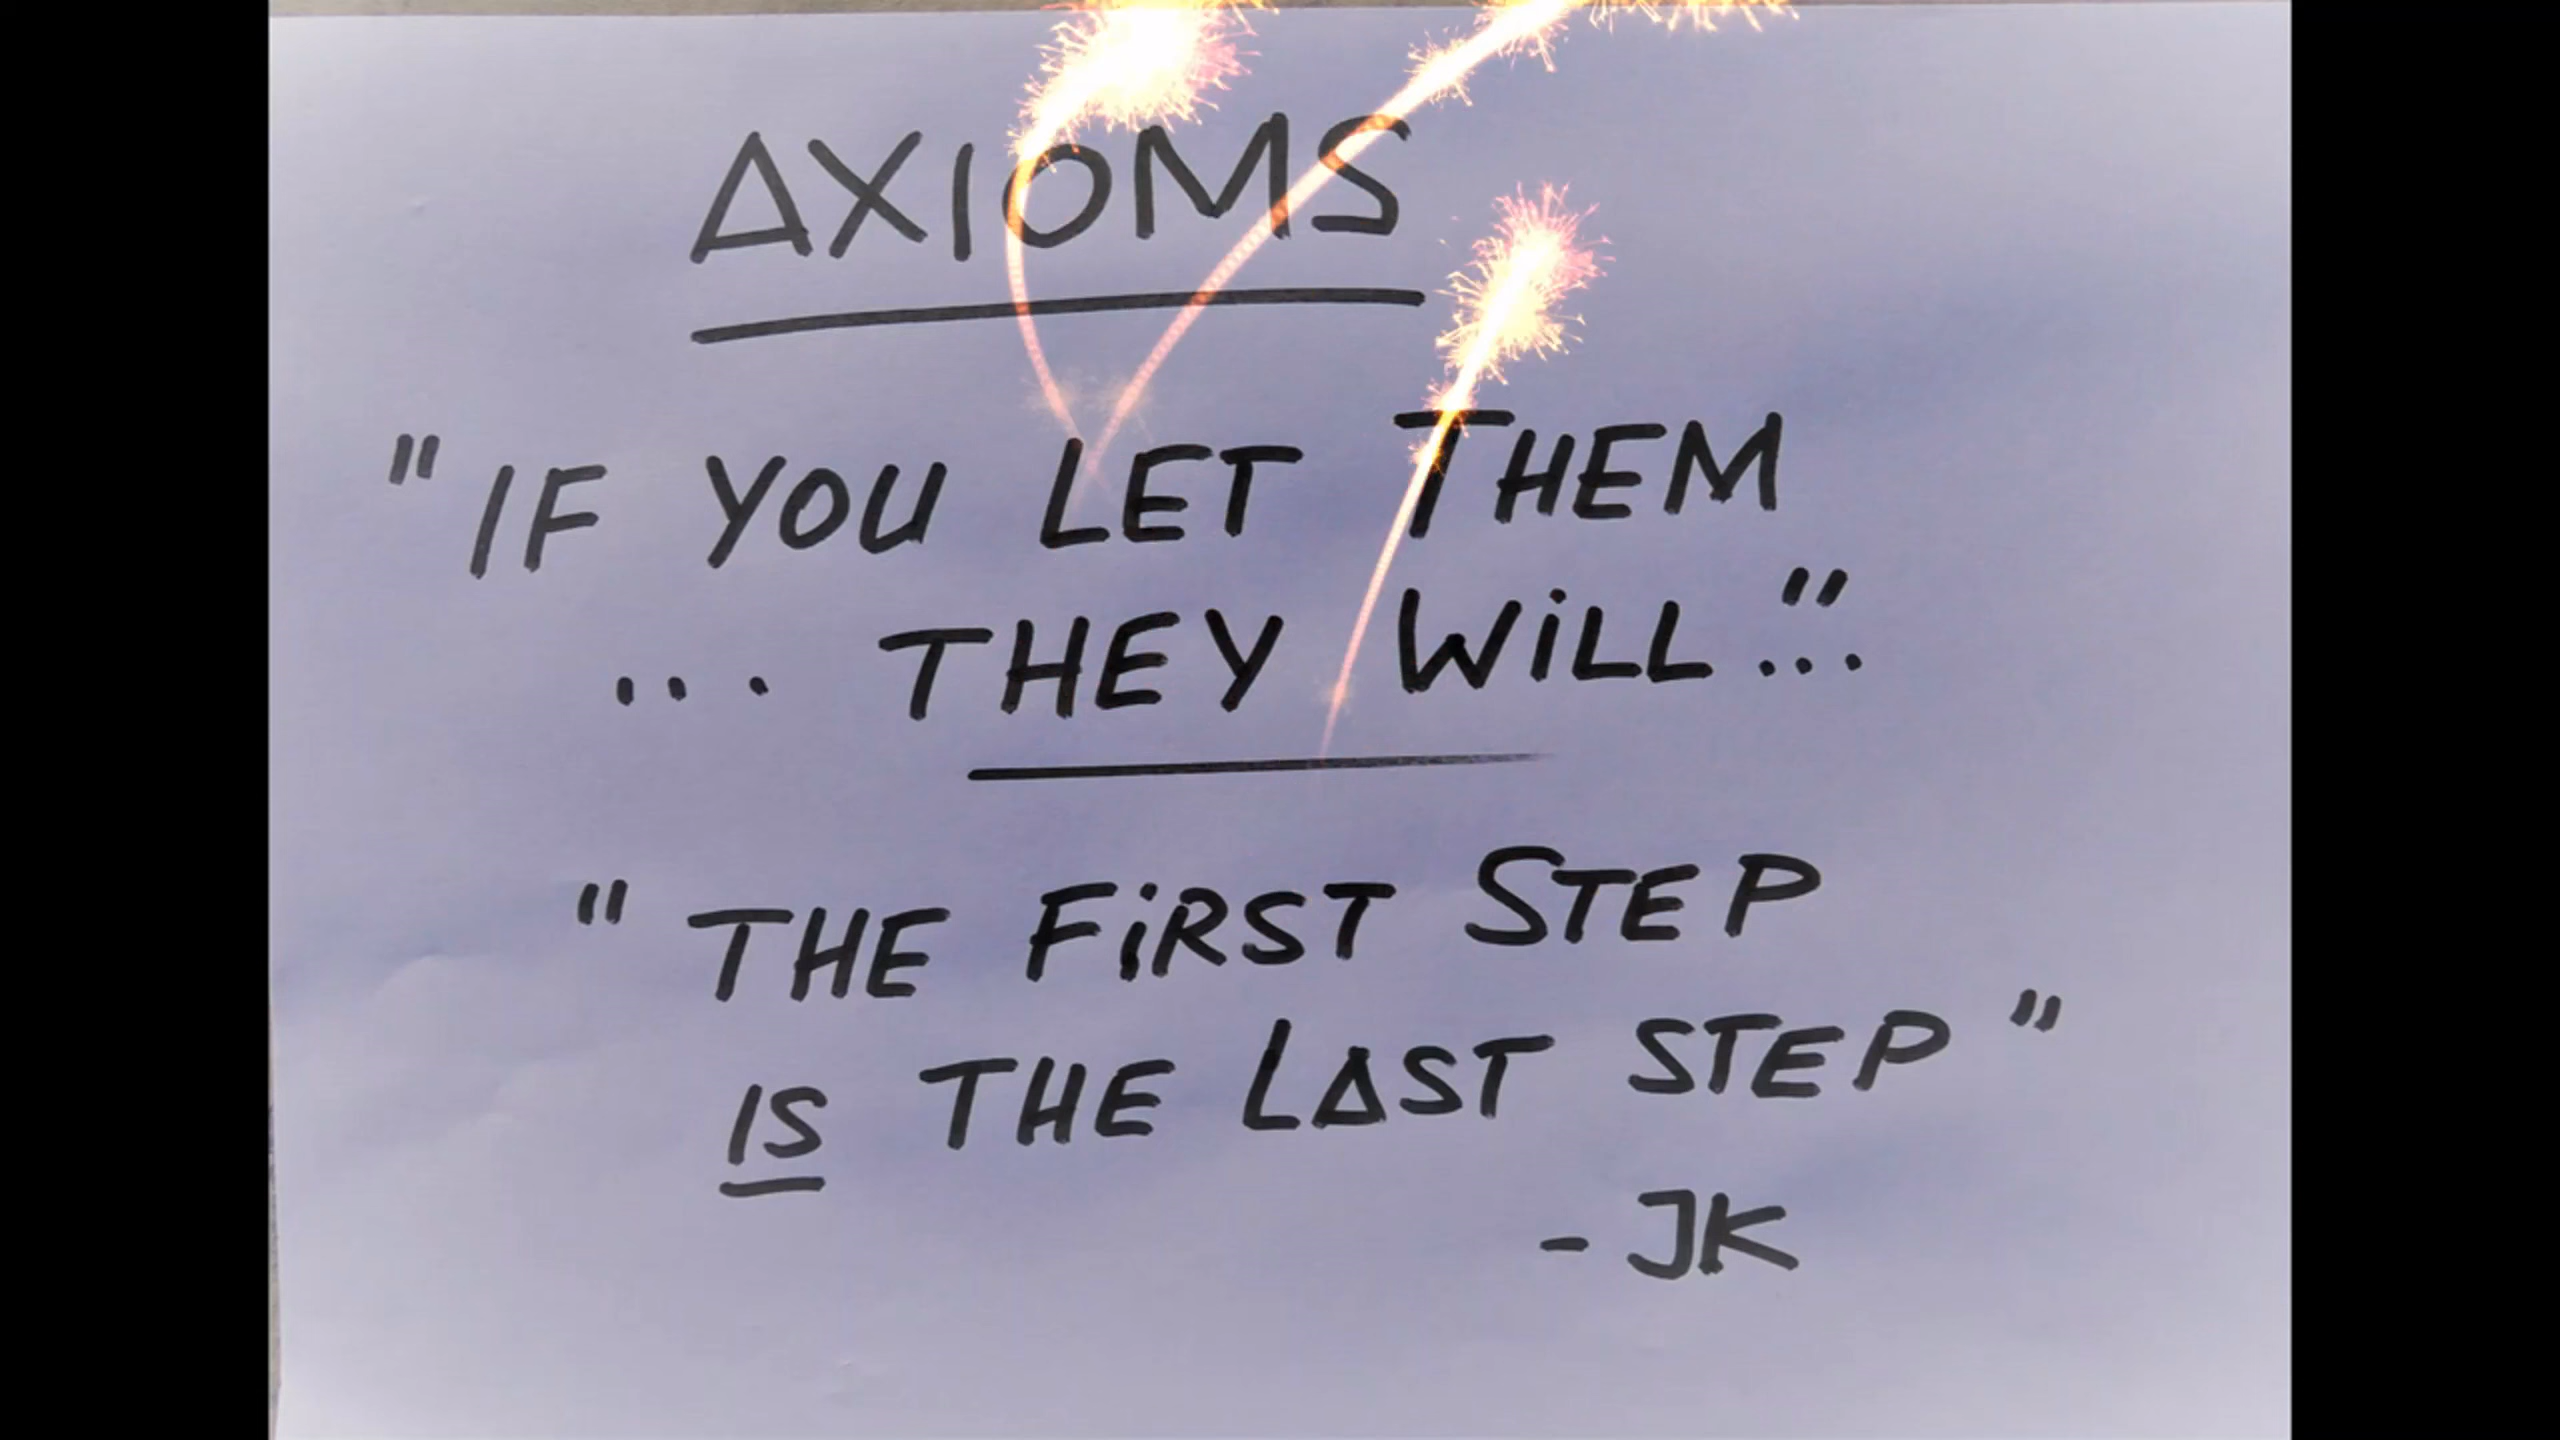 AXIOMS
"IF YOU LET THEM
... THEY WILL..."
"THE FIRST STEP
IS THE LAST STEP"
- JK